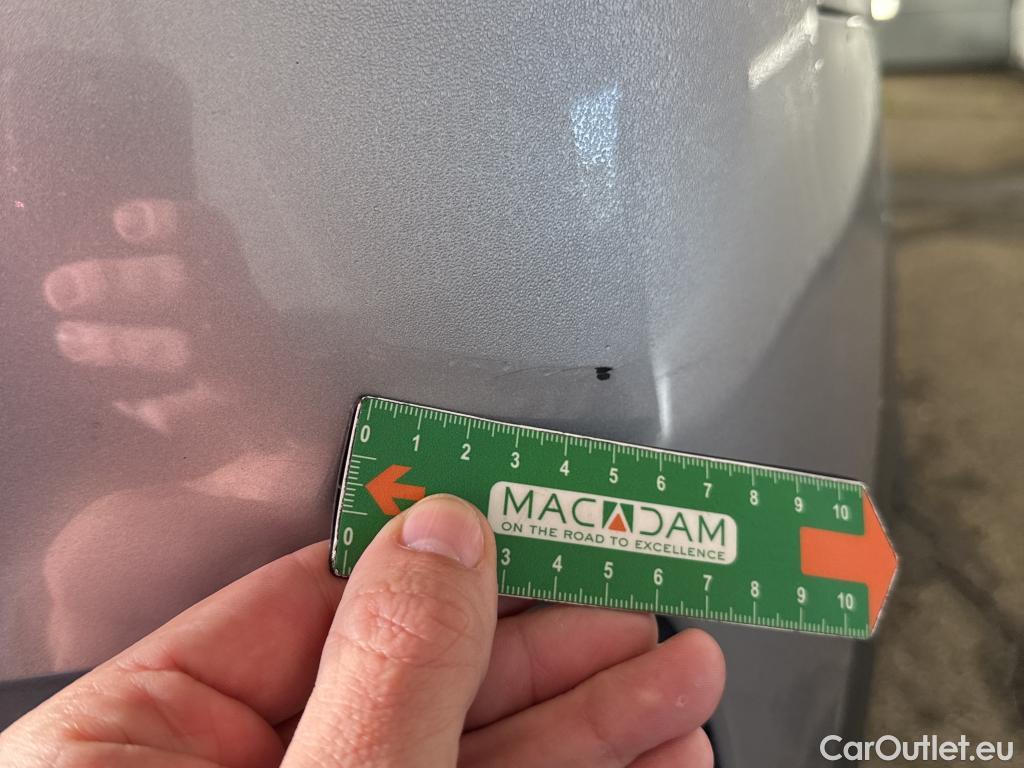 0 1 2 3 4 5 6 7 8 9 10
MACADAM
ON THE ROAD TO EXCELLENCE
0 3 4 5 6 7 8 9 10
CarOutlet.eu